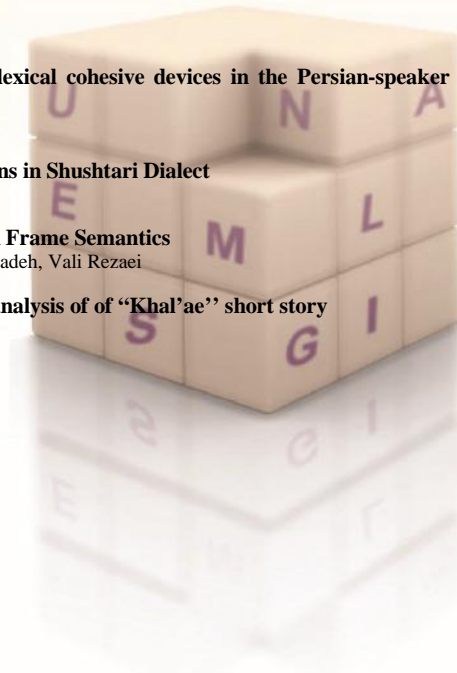 lexical cohesive devices in the Persian-speaker
U N A
ns in Shushtari Dialect
E M L
Frame Semantics
adeh, Vali Rezaei
nalysis of of “Khal’ae’’ short story
S G I